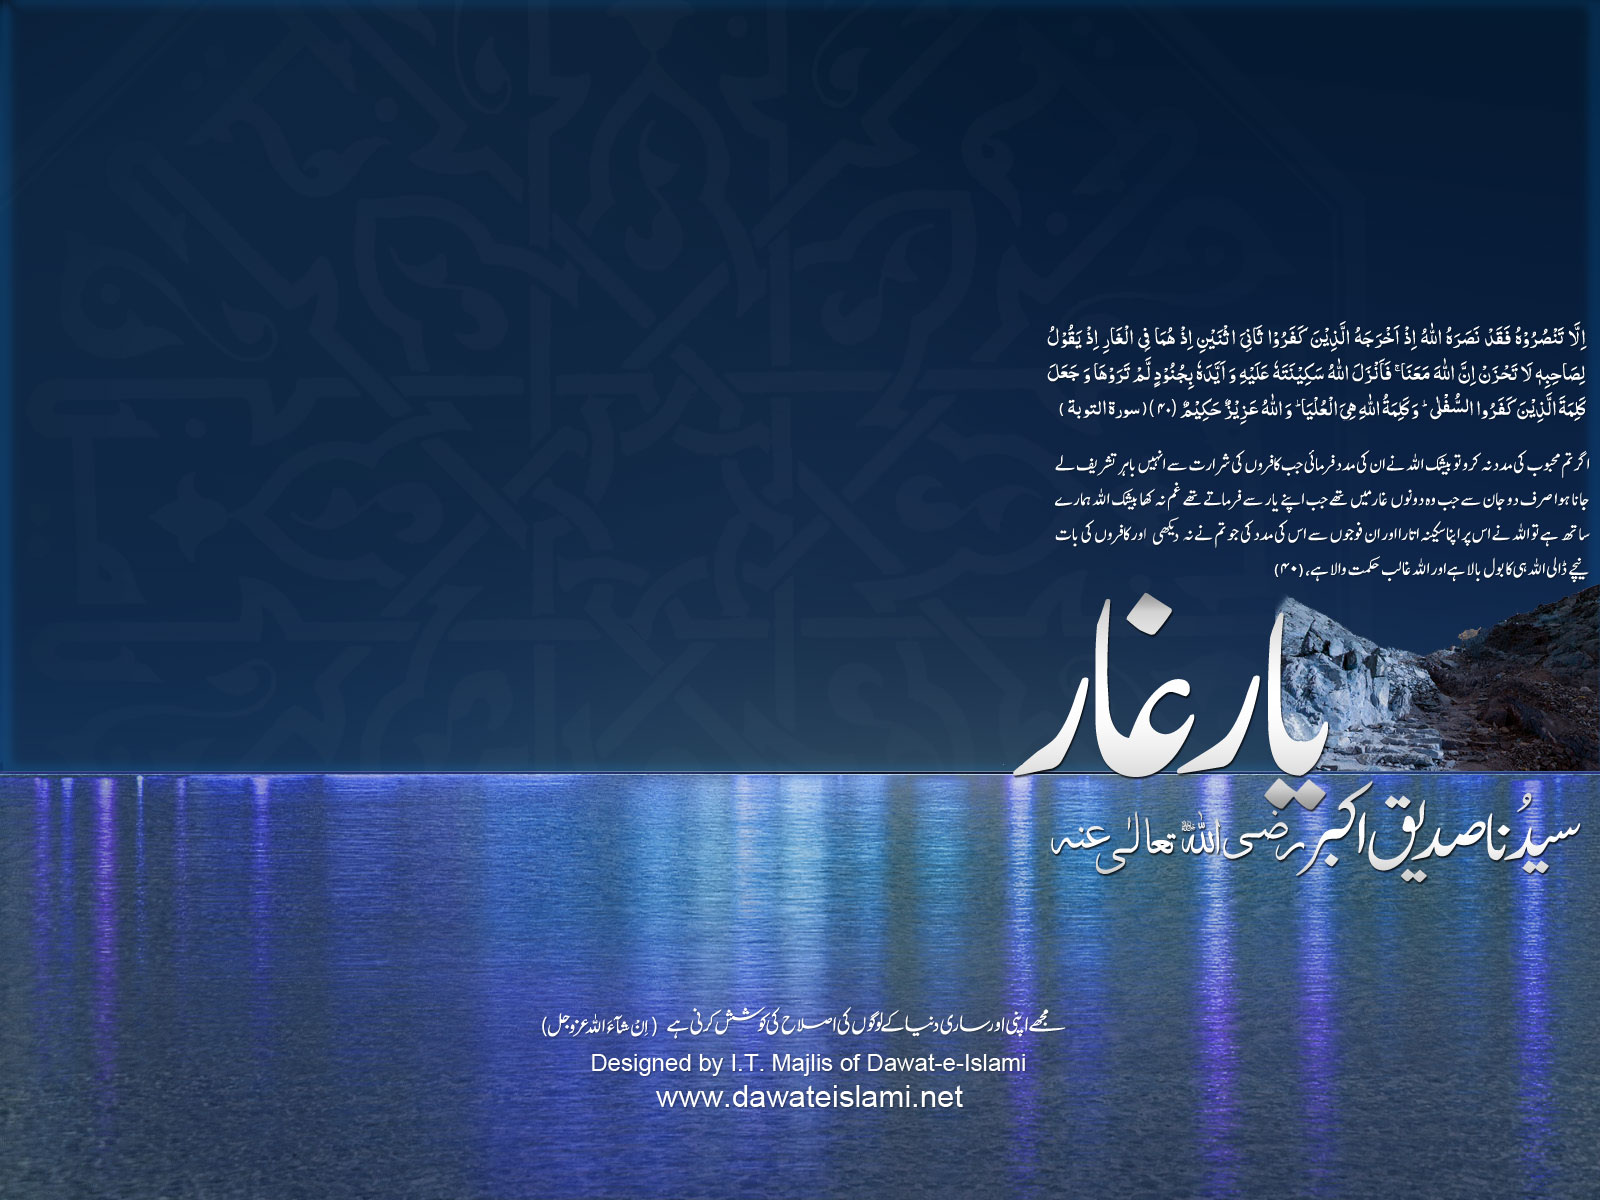 اِلَّا تَنْصُرُوْهُ فَقَدْ نَصَرَهُ اللّٰهُ اِذْ اَخْرَجَهُ الَّذِیْنَ كَفَرُوْا ثَانِیَ اثْنَیْنِ اِذْ هُمَا فِی الْغَارِ اِذْ یَقُوْلُ
لِصَاحِبِهٖ لَا تَحْزَنْ اِنَّ اللّٰهَ مَعَنَاۚ فَاَنْزَلَ اللّٰهُ سَكِیْنَتَهٗ عَلَیْهِ وَ اَیَّدَهٗ بِجُنُوْدٍ لَّمْ تَرَوْهَا وَ جَعَلَ
كَلِمَةَ الَّذِیْنَ كَفَرُوا السُّفْلٰىؕ وَ كَلِمَةُ اللّٰهِ هِیَ الْعُلْیَاؕ وَ اللّٰهُ عَزِیْزٌ حَكِیْمٌ (۴۰) (سورة التوبة)
اگر تم محبوب کی مدد نہ کرو تو بیشک اللہ نے ان کی مدد فرمائی جب کافروں کی شرارت سے انہیں باہر تشریف لے
جانا ہوا صرف دو جان سے جب وہ دونوں غار میں تھے جب اپنے یار سے فرماتے تھے غم نہ کھا بیشک اللہ ہمارے
ساتھ ہے تو اللہ نے اس پر اپنا سکینہ اتارا اور ان فوجوں سے اس کی مدد کی جو تم نے نہ دیکھی اور کافروں کی بات
نیچے ڈالی اللہ ہی کا بول بالا ہے اور اللہ غالب حکمت والا ہے، (۴۰)
یار غار
سیدُنا صدیق اکبر رضی اللہ تعالٰی عنہ
مجھے اپنی اور ساری دنیا کے لوگوں کی اصلاح کی کوشش کرنی ہے (اِنْ شآءَ اللہ عزوجل)
Designed by I.T. Majlis of Dawat-e-Islami
www.dawateislami.net